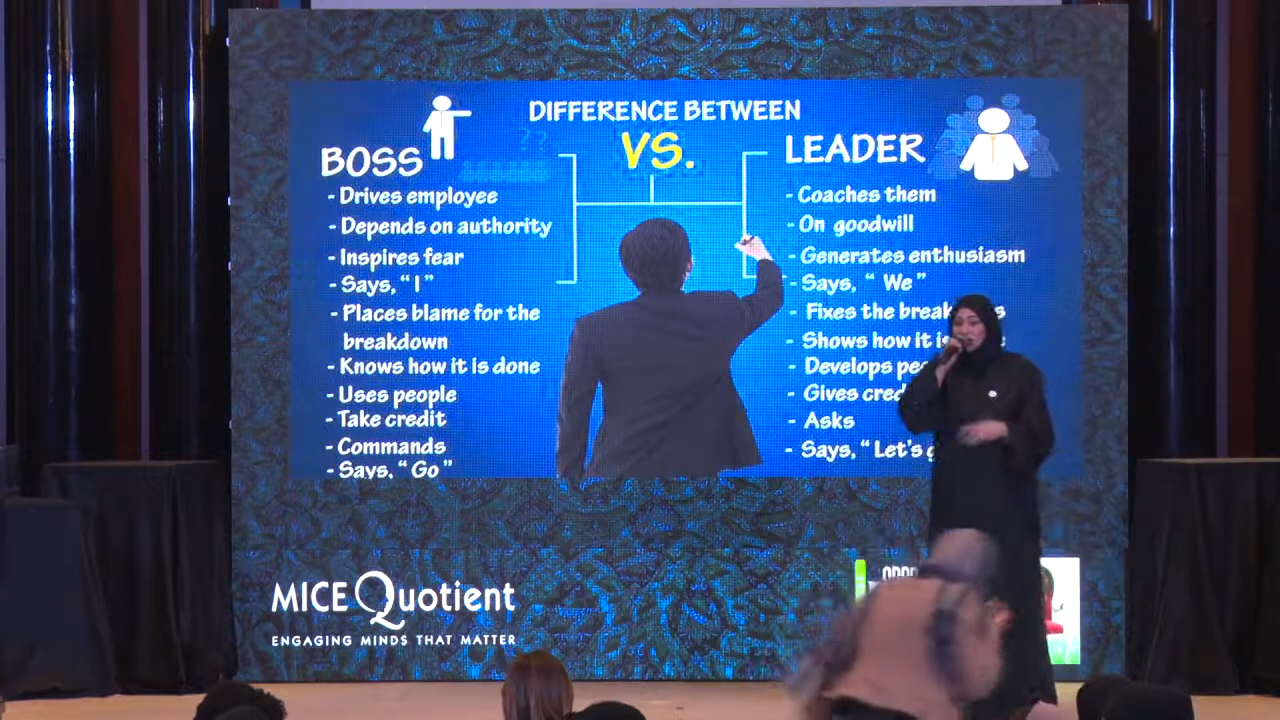 DIFFERENCE BETWEEN
VS.
BOSS
- Drives employee
- Depends on authority
- Inspires fear
- Says, "I"
- Places blame for the
breakdown
- Knows how it is done
- Uses people
- Take credit
- Commands
- Says, "Go"
??
LEADER
- Coaches them
- On goodwill
- Generates enthusiasm
- Says, "We"
- Fixes the
- Shows how it
- Develops
- Gives
- Asks
- Says, "Let's
MICE Quotient
ENGAGING MINDS THAT MATTER